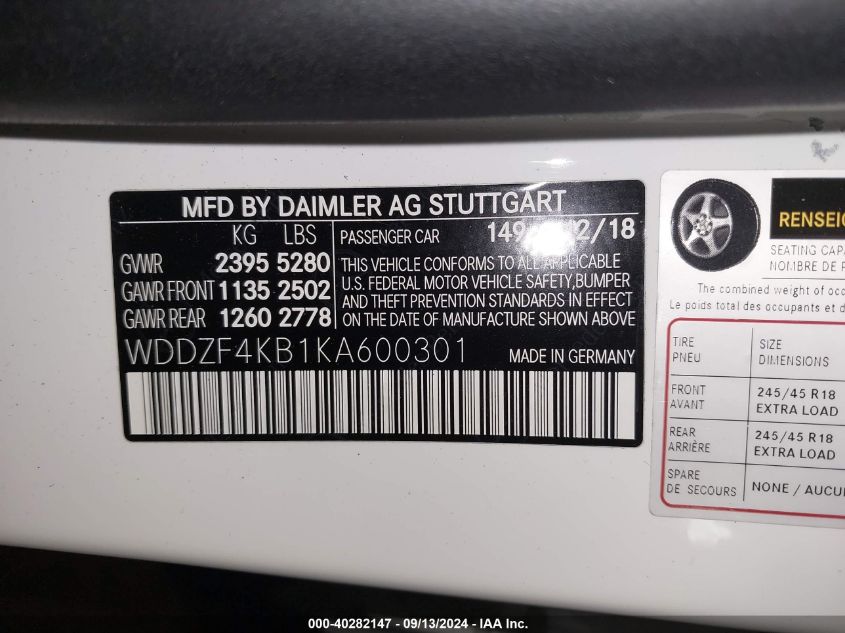 MFD BY DAIMLER AG STUTTGART
KG LBS
GVWR 2395 5280
GAWR FRONT 1135 2502
GAWR REAR 1260 2778
PASSENGER CAR
THIS VEHICLE CONFORMS TO ALL APPLICABLE
U.S. FEDERAL MOTOR VEHICLE SAFETY,BUMPER
AND THEFT PREVENTION STANDARDS IN EFFECT
ON THE DATE OF MANUFACTURE SHOWN ABOVE
WDDZF4KB1KA600301 MADE IN GERMANY
SEATING
NOMBRE DE
The combined weight of
Le poids total des occupants et
TIRE SIZE
PNEU DIMENSIONS
FRONT 245/45 R18
AVANT EXTRA LOAD
REAR 245/45 R18
ARRIÈRE EXTRA LOAD
SPARE
DE SECOURS NONE /
000-40282147 - 09/13/2024 - IAA Inc.